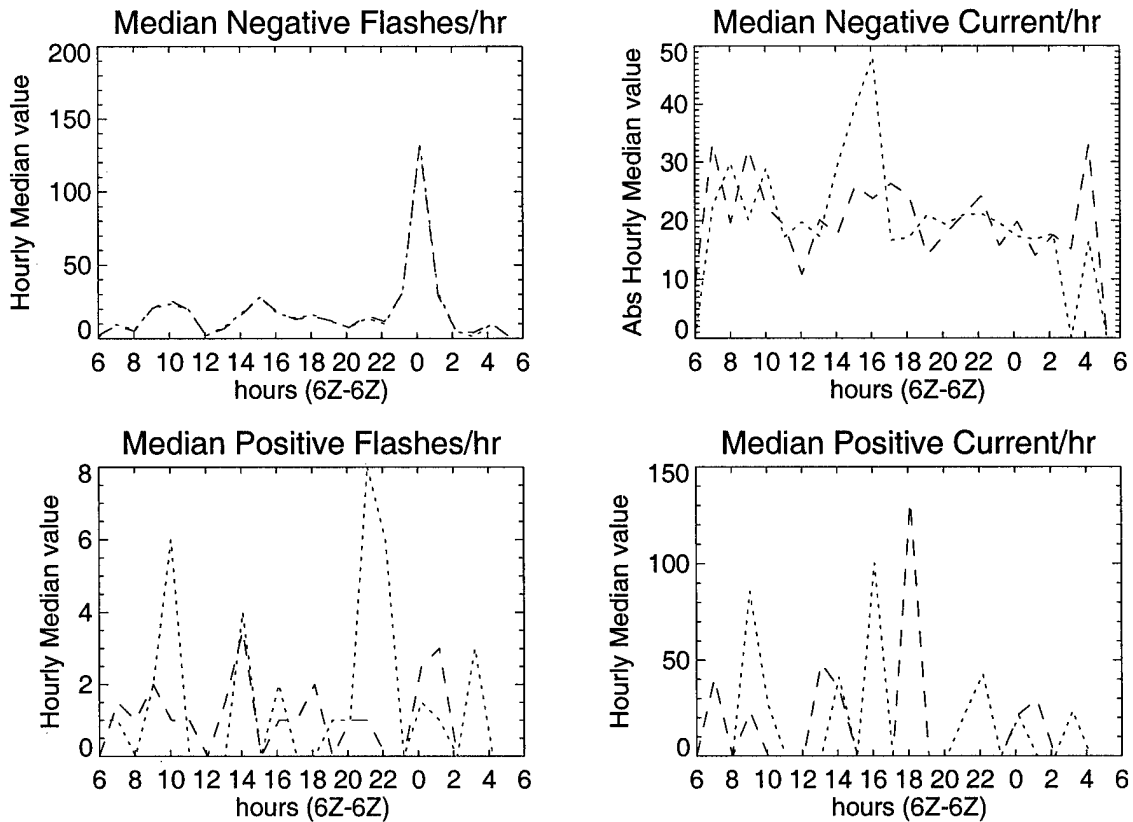 Median Negative Flashes/hr
Hourly Median value
200
150
100
50
0
6 8 10 12 14 16 18 20 22 0 2 4 6
hours (6Z-6Z)
Median Negative Current/hr
Abs Hourly Median value
50
40
30
20
10
0
6 8 10 12 14 16 18 20 22 0 2 4 6
hours (6Z-6Z)
Median Positive Flashes/hr
Hourly Median value
8
6
4
2
0
6 8 10 12 14 16 18 20 22 0 2 4 6
hours (6Z-6Z)
Median Positive Current/hr
Hourly Median value
150
100
50
0
6 8 10 12 14 16 18 20 22 0 2 4 6
hours (6Z-6Z)